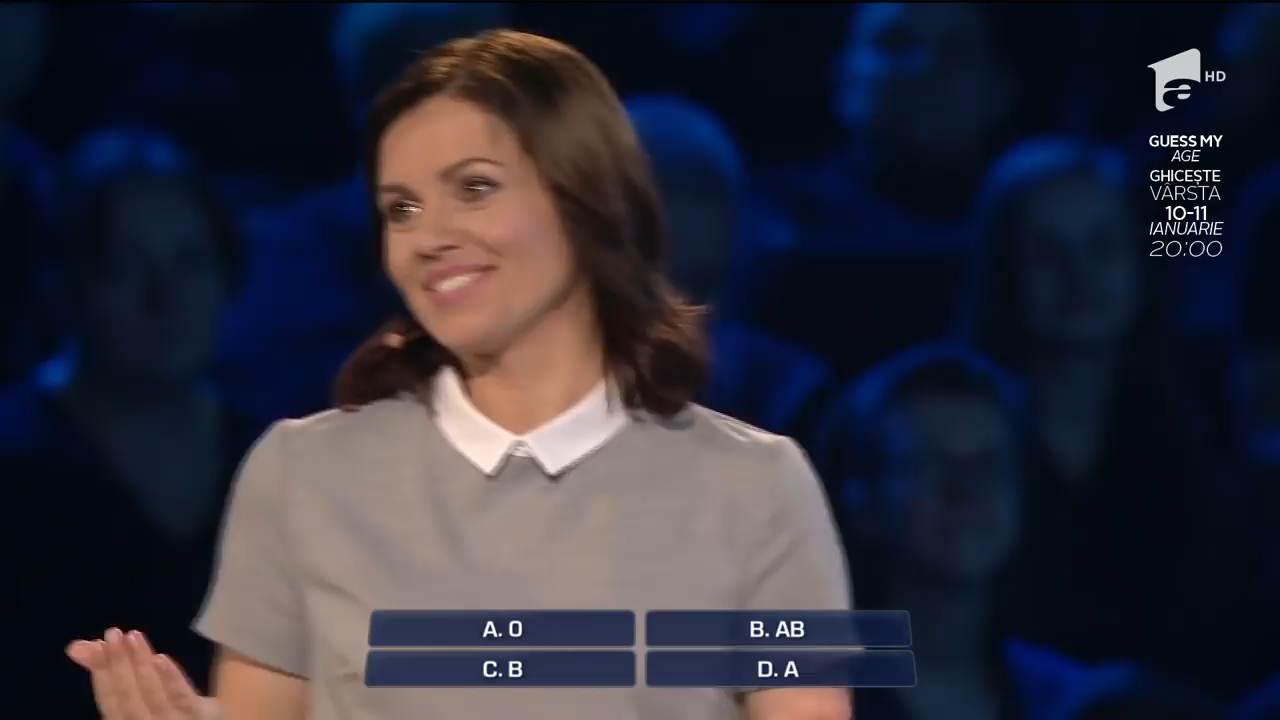 a HD
GUESS MY
AGE
GHICEȘTE
VÂRSTA
10-11
IANUARIE
20:00
A. 0
B. AB
C. B
D. A